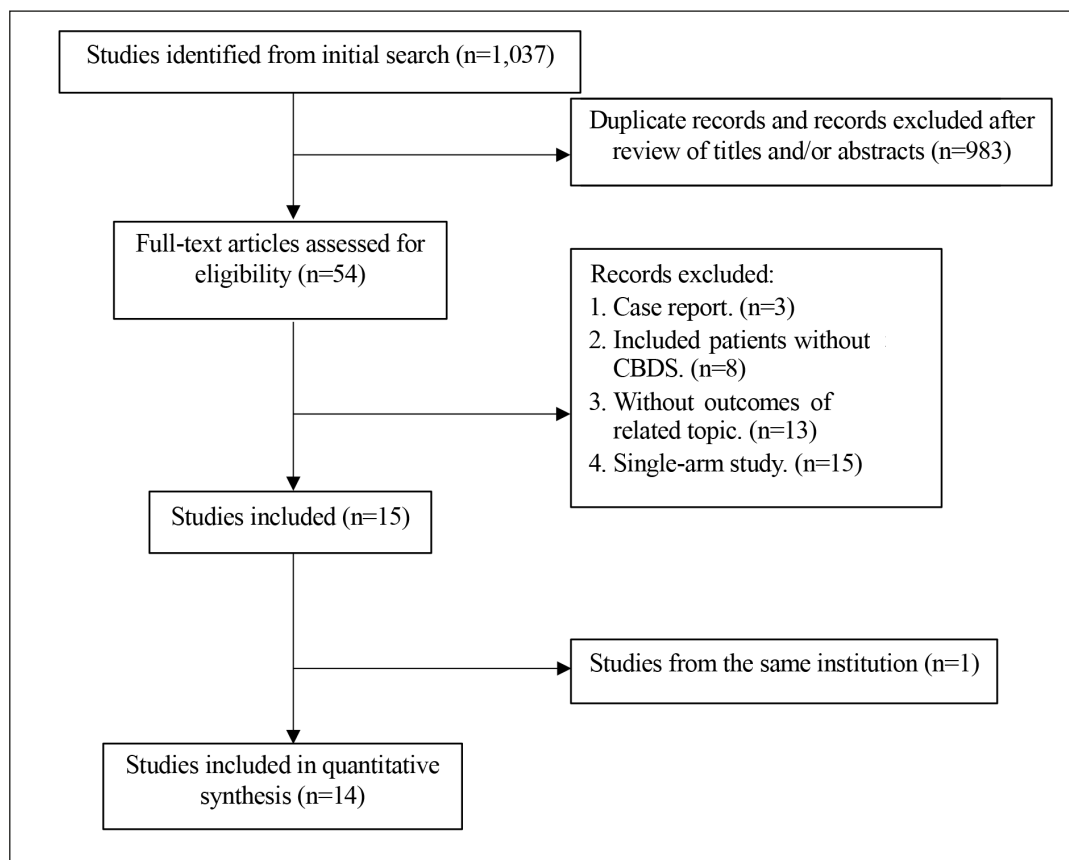 Studies identified from initial search (n=1,037)
Duplicate records and records excluded after
review of titles and/or abstracts (n=983)
Full-text articles assessed for
eligibility (n=54)
Records excluded:
1. Case report. (n=3)
2. Included patients without
CBDS. (n=8)
3. Without outcomes of
related topic. (n=13)
4. Single-arm study. (n=15)
Studies included (n=15)
Studies from the same institution (n=1)
Studies included in quantitative
synthesis (n=14)